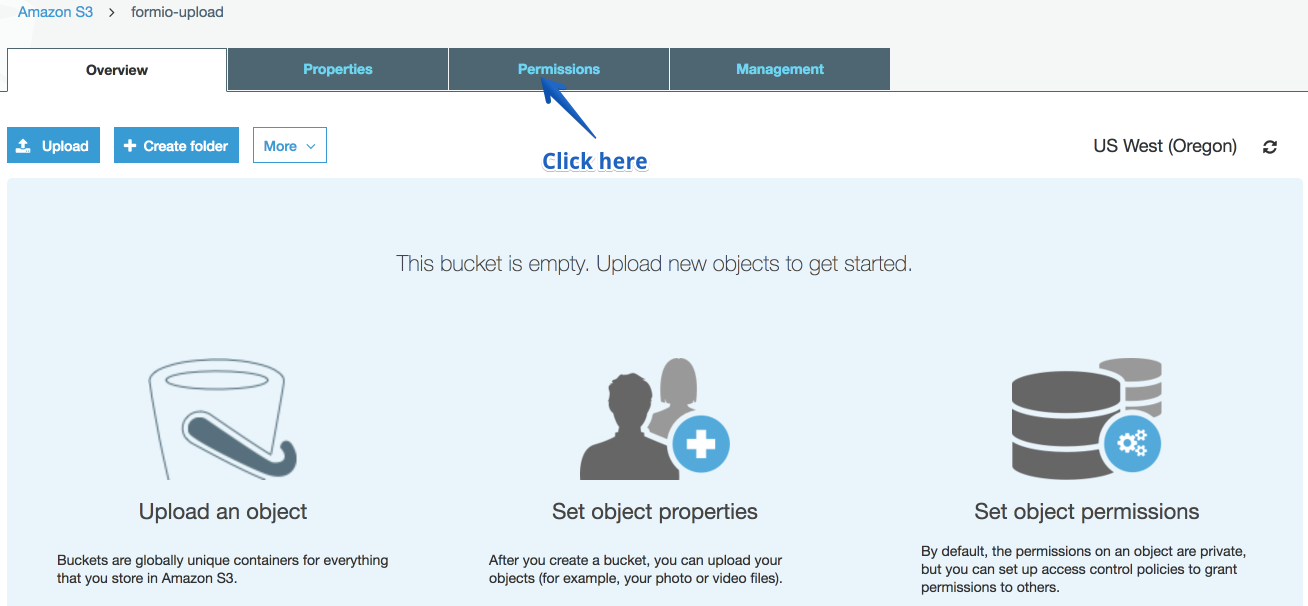 Amazon S3 > formio-upload
Overview Properties Permissions Management
Click here
Upload Create folder More US West (Oregon)
This bucket is empty. Upload new objects to get started.
Upload an object
Buckets are globally unique containers for everything
that you store in Amazon S3.
Set object properties
After you create a bucket, you can upload your
objects (for example, your photo or video files).
Set object permissions
By default, the permissions on an object are private,
but you can set up access control policies to grant
permissions to others.